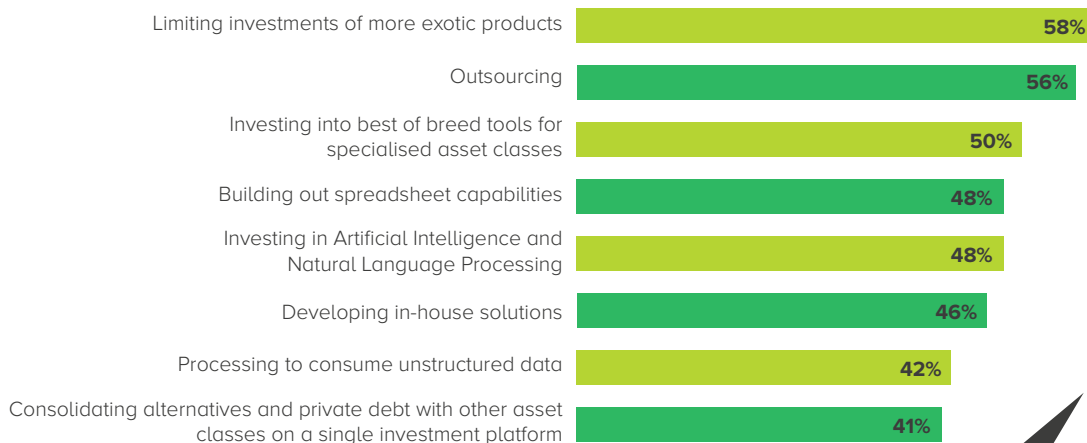 Limiting investments of more exotic products 58%
Outsourcing 56%
Investing into best of breed tools for
specialised asset classes 50%
Building out spreadsheet capabilities 48%
Investing in Artificial Intelligence and
Natural Language Processing 48%
Developing in-house solutions 46%
Processing to consume unstructured data 42%
Consolidating alternatives and private debt with other asset
classes on a single investment platform 41%